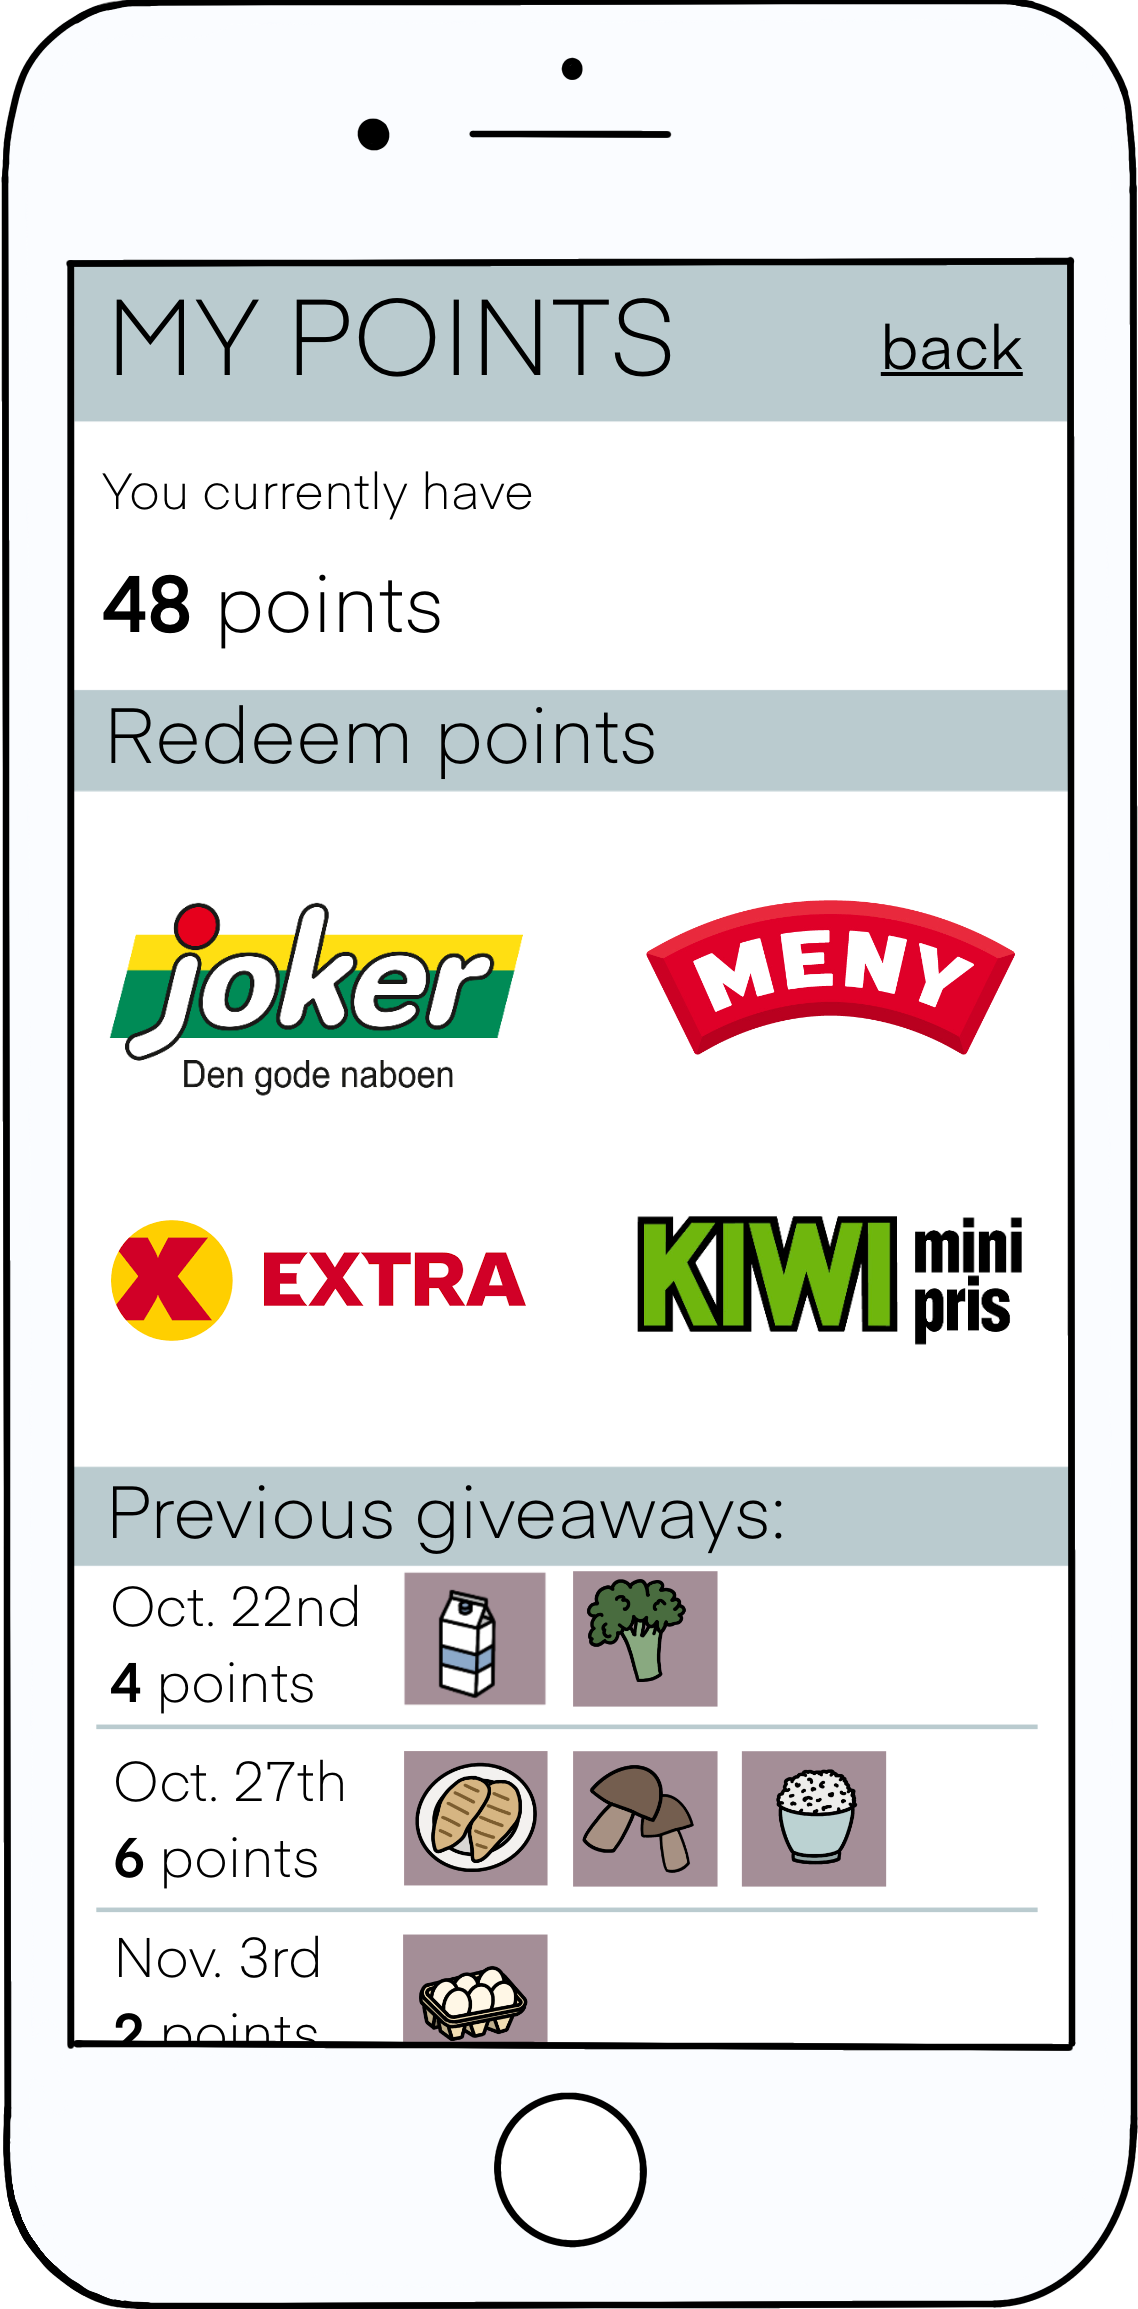 MY POINTS
back
You currently have
48 points
Redeem points
joker
Den gode naboen
MENY
X EXTRA
KIWI mini pris
Previous giveaways:
Oct. 22nd
4 points
Oct. 27th
6 points
Nov. 3rd
2 points